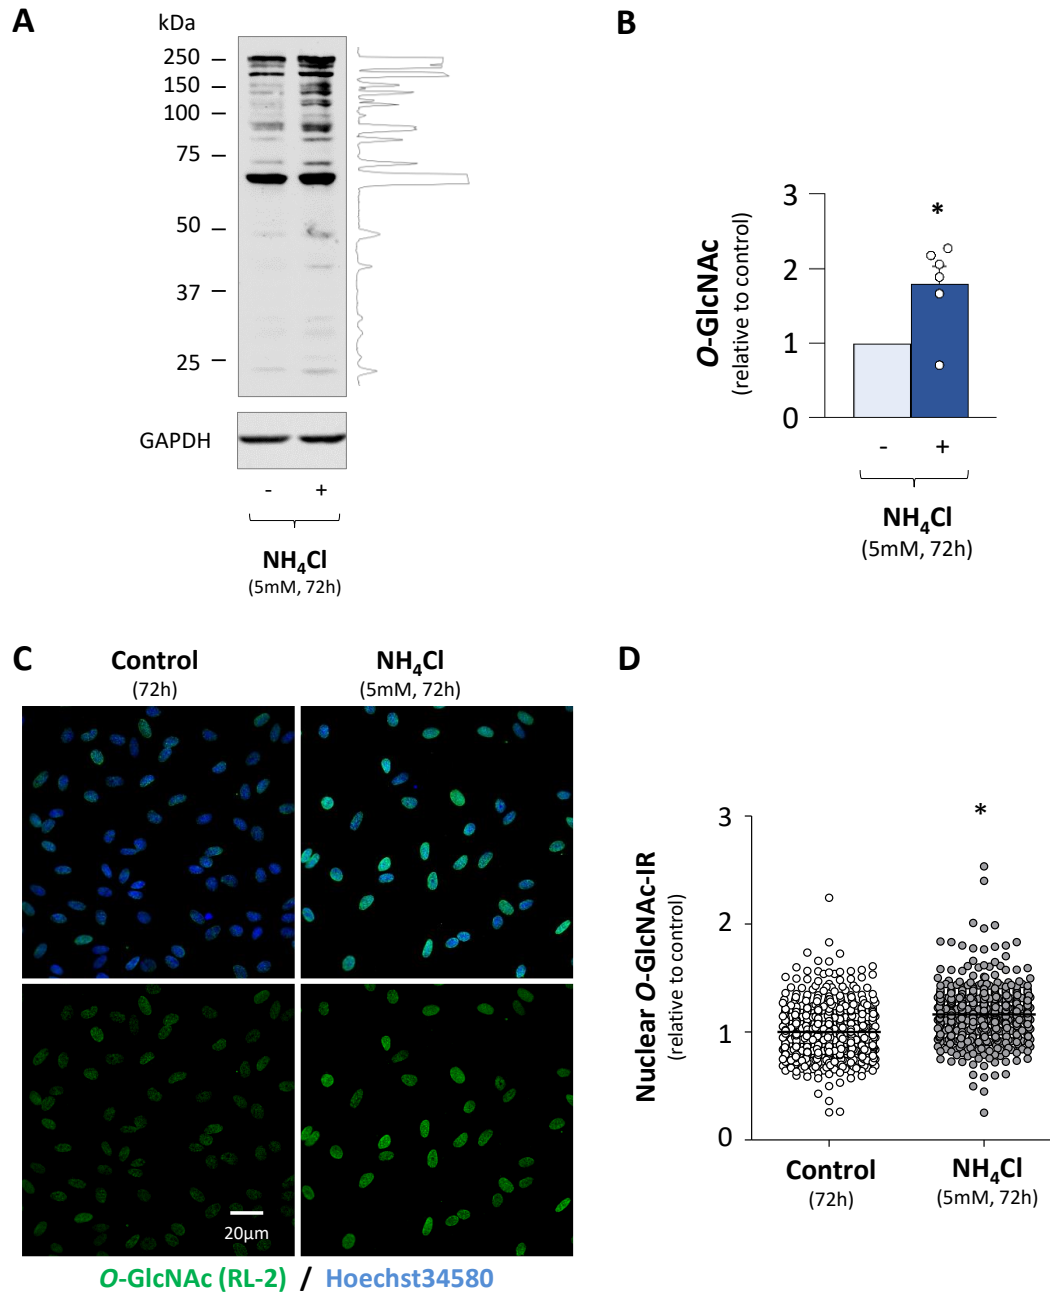 A
kDa
250
150
100
75
50
37
25
GAPDH
- +
NH₄Cl
(5mM, 72h)
B
O-GlcNAc
(relative to control)
3
2
1
0
*
- +
NH₄Cl
(5mM, 72h)
C
Control
(72h)
NH₄Cl
(5mM, 72h)
20µm
O-GlcNAc (RL-2) / Hoechst34580
D
Nuclear O-GlcNAc-IR
(relative to control)
3
2
1
0
*
Control
(72h)
NH₄Cl
(5mM, 72h)